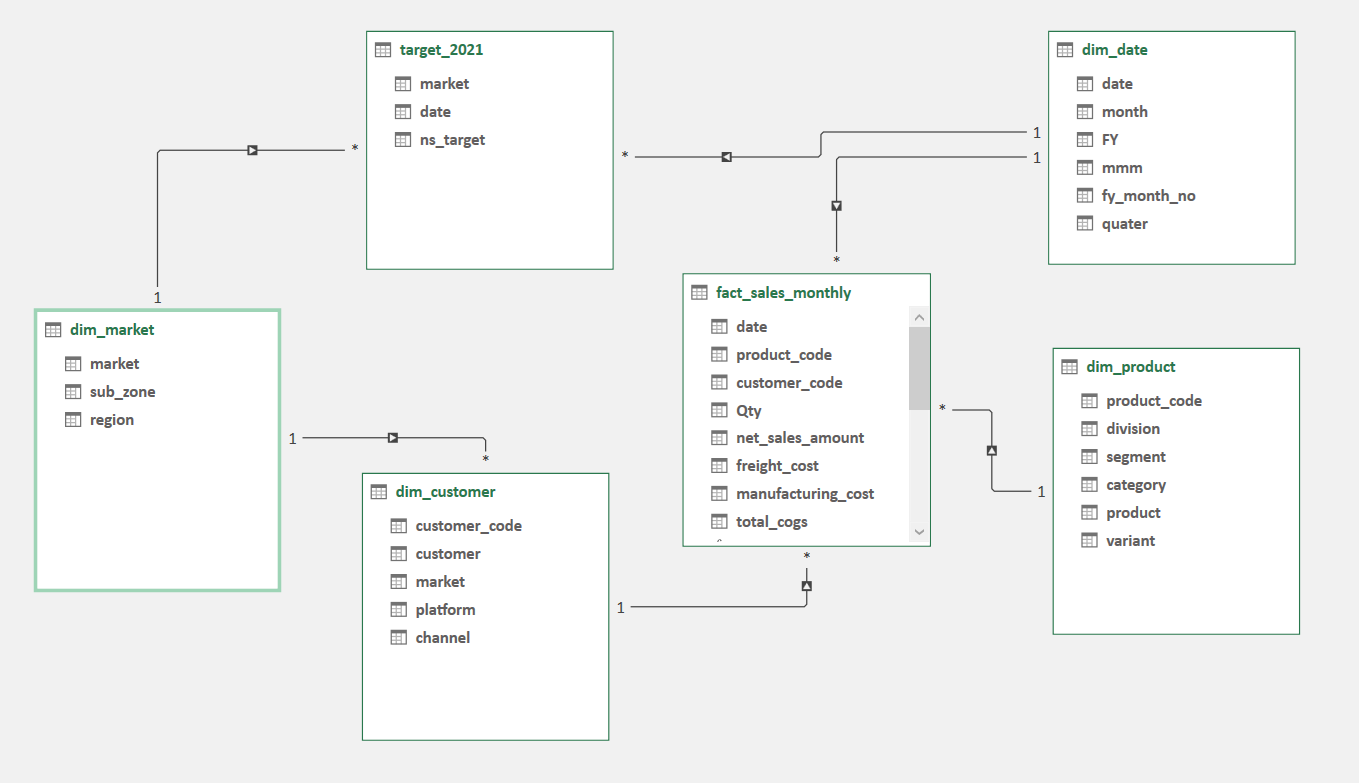 target_2021
market
date
ns_target
dim_date
date
month
FY
mmm
fy_month_no
quater
1
1
*
*
*
1
dim_market
market
sub_zone
region
1
*
dim_customer
customer_code
customer
market
platform
channel
1
*
fact_sales_monthly
date
product_code
customer_code
Qty
net_sales_amount
freight_cost
manufacturing_cost
total_cogs
*
1
dim_product
product_code
division
segment
category
product
variant